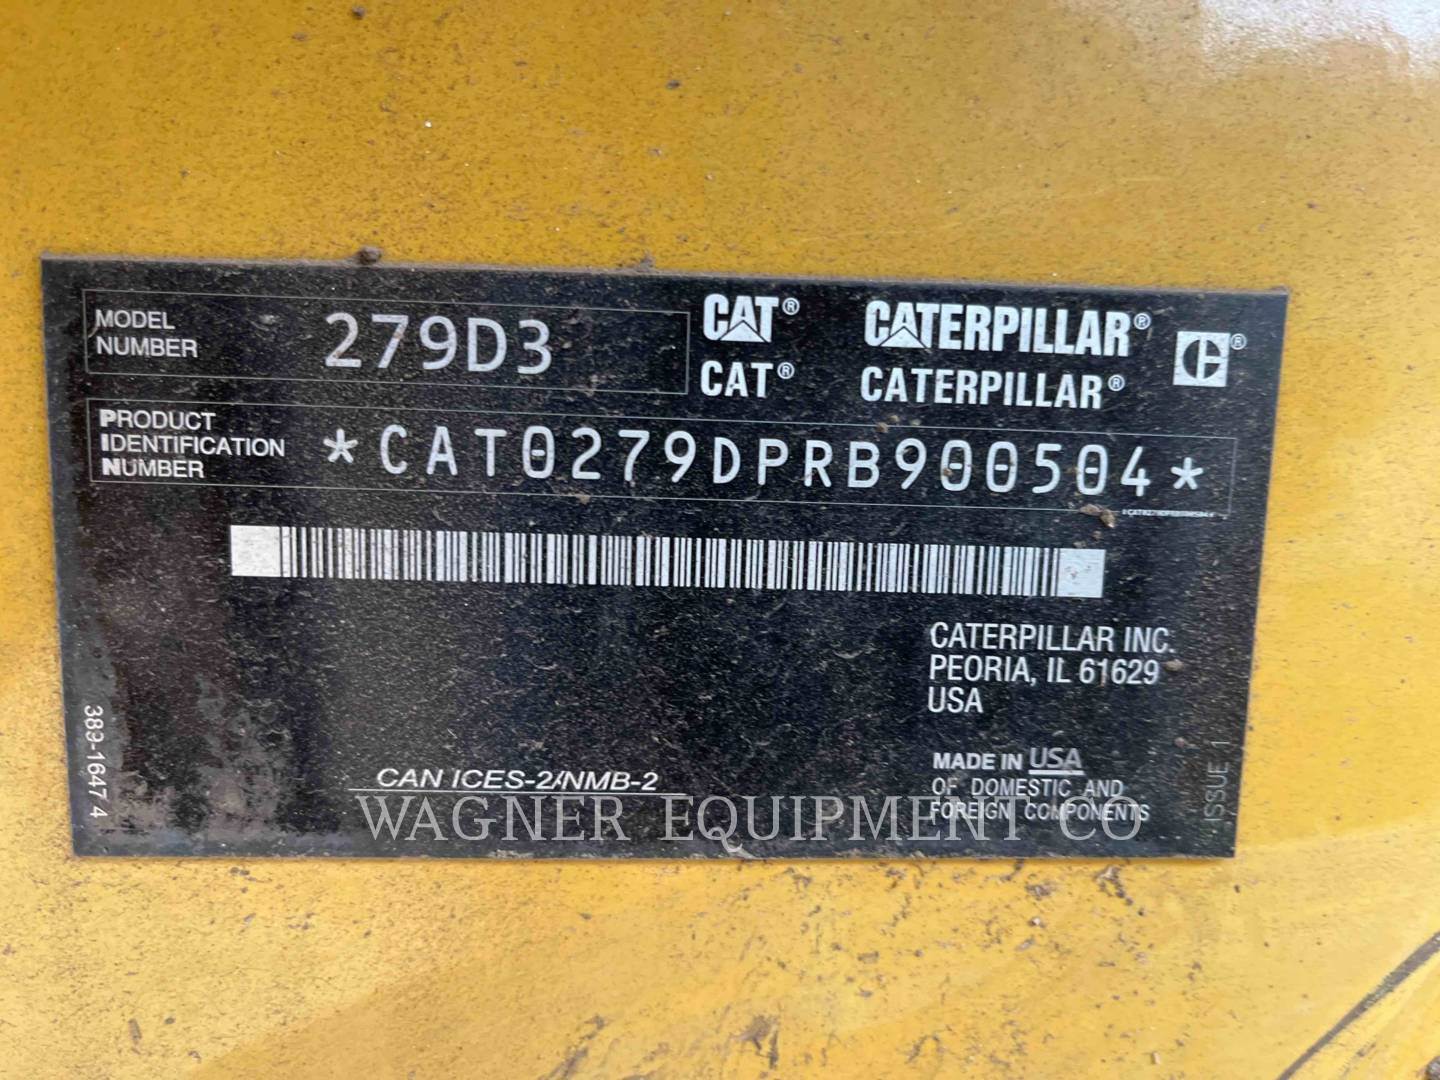 MODEL
NUMBER
279D3
CAT® CATERPILLAR®
CAT® CATERPILLAR®
C ®
PRODUCT
IDENTIFICATION
NUMBER
*CAT0279DPRB900504*
CATERPILLAR INC.
PEORIA, IL 61629
USA
MADE IN USA
OF DOMESTIC AND
FOREIGN COMPONENTS
CAN ICES-2/NMB-2
389-1647 4
ISSUE 1
WAGNER EQUIPMENT CO